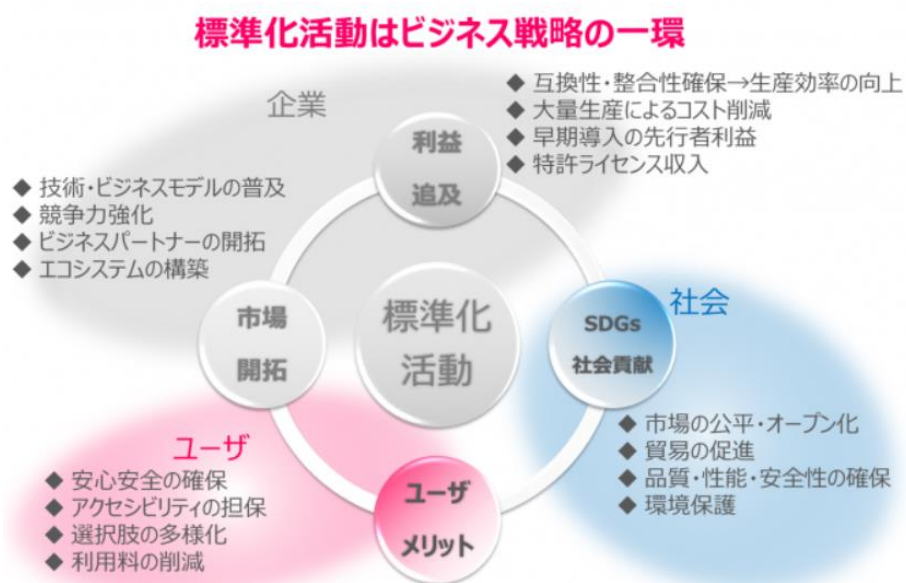 標準化活動はビジネス戦略の一環
企業
利益
追及
◆ 互換性・整合性確保→生産効率の向上
◆ 大量生産によるコスト削減
◆ 早期導入の先行者利益
◆ 特許ライセンス収入
◆ 技術・ビジネスモデルの普及
◆ 競争力強化
◆ ビジネスパートナーの開拓
◆ エコシステムの構築
市場
開拓
標準化
活動
社会
SDGs
社会貢献
◆ 市場の公平・オープン化
◆ 貿易の促進
◆ 品質・性能・安全性の確保
◆ 環境保護
ユーザ
◆ 安心安全の確保
◆ アクセシビリティの担保
◆ 選択肢の多様化
◆ 利用料の削減
ユーザ
メリット